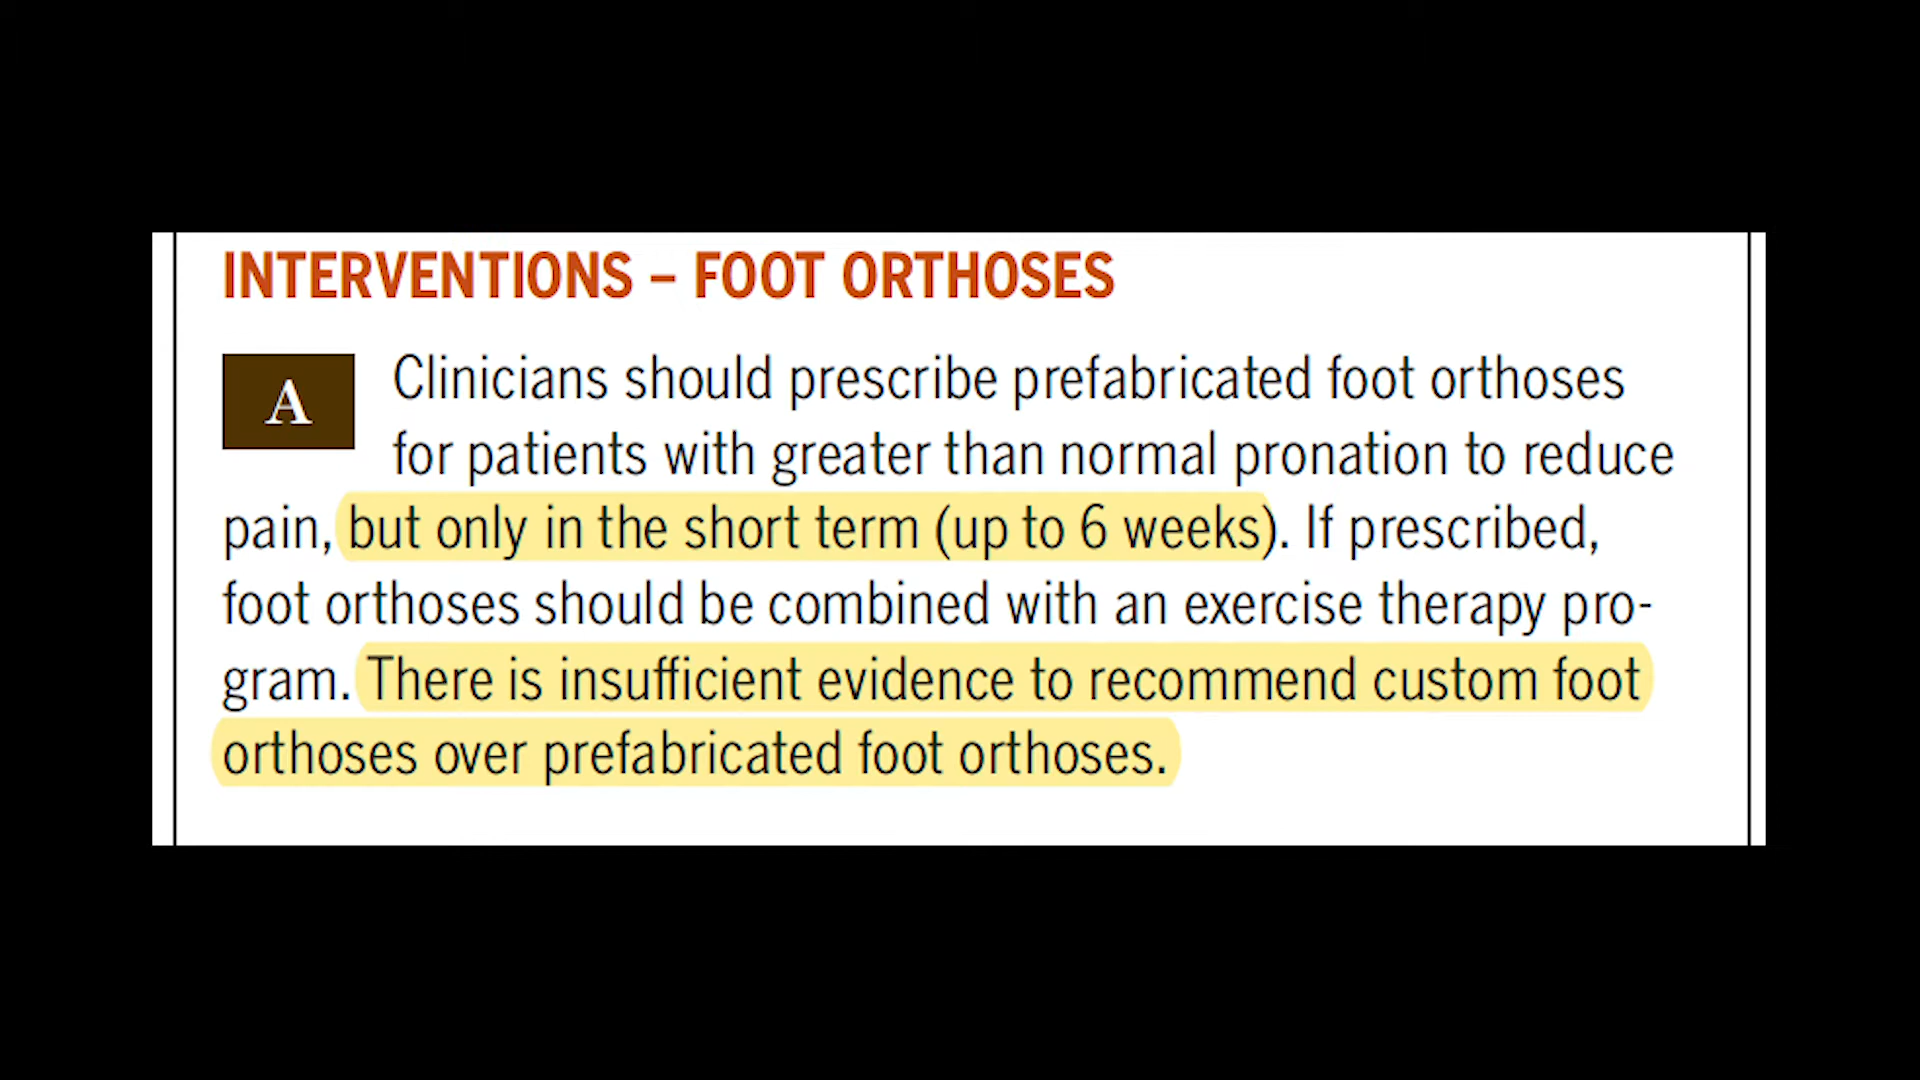 INTERVENTIONS – FOOT ORTHOSES
A
Clinicians should prescribe prefabricated foot orthoses
for patients with greater than normal pronation to reduce
pain, but only in the short term (up to 6 weeks). If prescribed,
foot orthoses should be combined with an exercise therapy pro-
gram. There is insufficient evidence to recommend custom foot
orthoses over prefabricated foot orthoses.